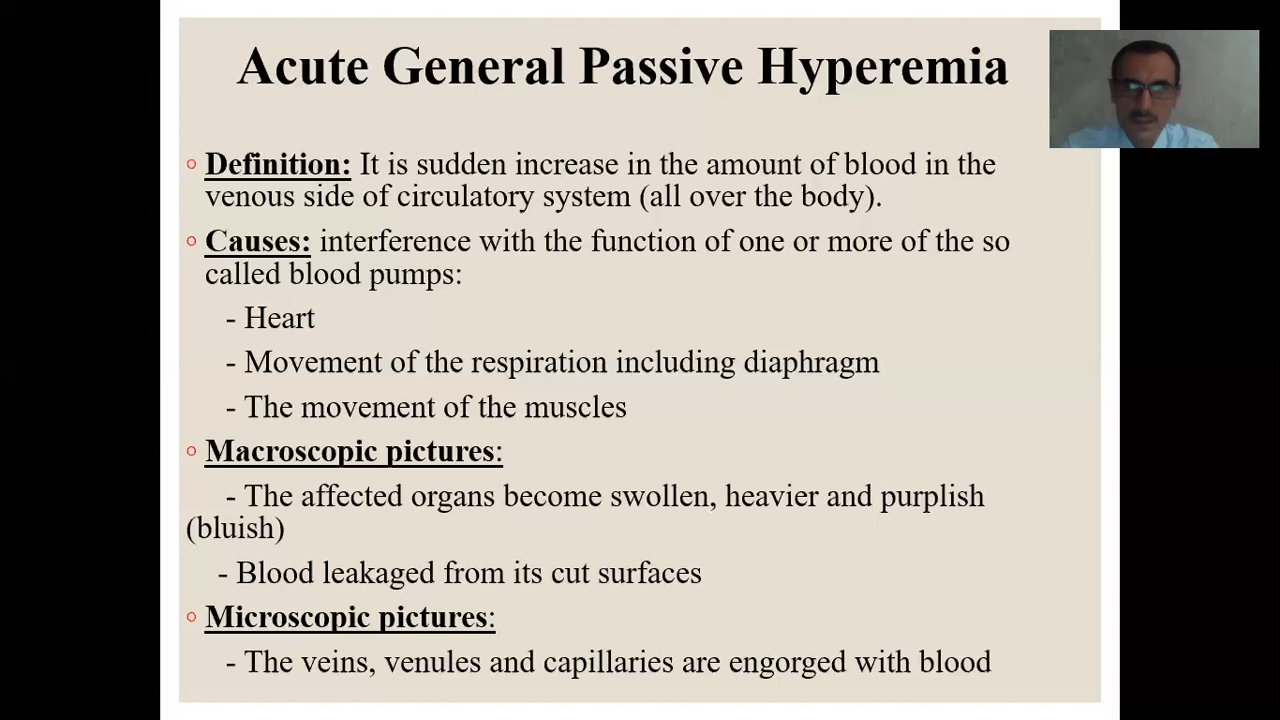 Acute General Passive Hyperemia
◦ Definition: It is sudden increase in the amount of blood in the
venous side of circulatory system (all over the body).
◦ Causes: interference with the function of one or more of the so
called blood pumps:
- Heart
- Movement of the respiration including diaphragm
- The movement of the muscles
◦ Macroscopic pictures:
- The affected organs become swollen, heavier and purplish
(bluish)
- Blood leakaged from its cut surfaces
◦ Microscopic pictures:
- The veins, venules and capillaries are engorged with blood